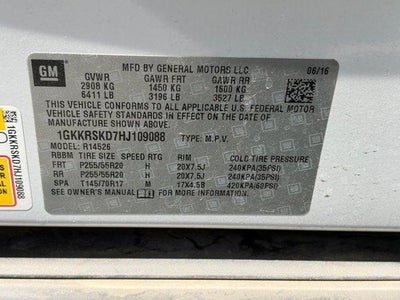 GM
MFD BY GENERAL MOTORS LLC 06/16
GVWR GAWR FRT GAWR RR
2908 KG 1450 KG 1600 KG
6411 LB 3196 LB 3527 LB
THIS VEHICLE CONFORMS TO ALL APPLICABLE U.S. FEDERAL MOTOR
VEHICLE SAFETY STANDARDS IN EFFECT ON THE DATE OF
MANUFACTURE SHOWN ABOVE.
1GKKRSKD7HJ109088 TYPE: M.P.V.
MODEL: R14526
RBBM TIRE SIZE SPEED RTG RIM COLD TIRE PRESSURE
FRT P255/55R20 H 20X7.5J 240KPA(35PSI)
RR P255/55R20 H 20X7.5J 240KPA(35PSI)
SPA T145/70R17 M 17X4.5B 420KPA(60PSI)
SEE OWNER'S MANUAL FOR MORE INFORMATION.
1GKKRSKD7HJ109088